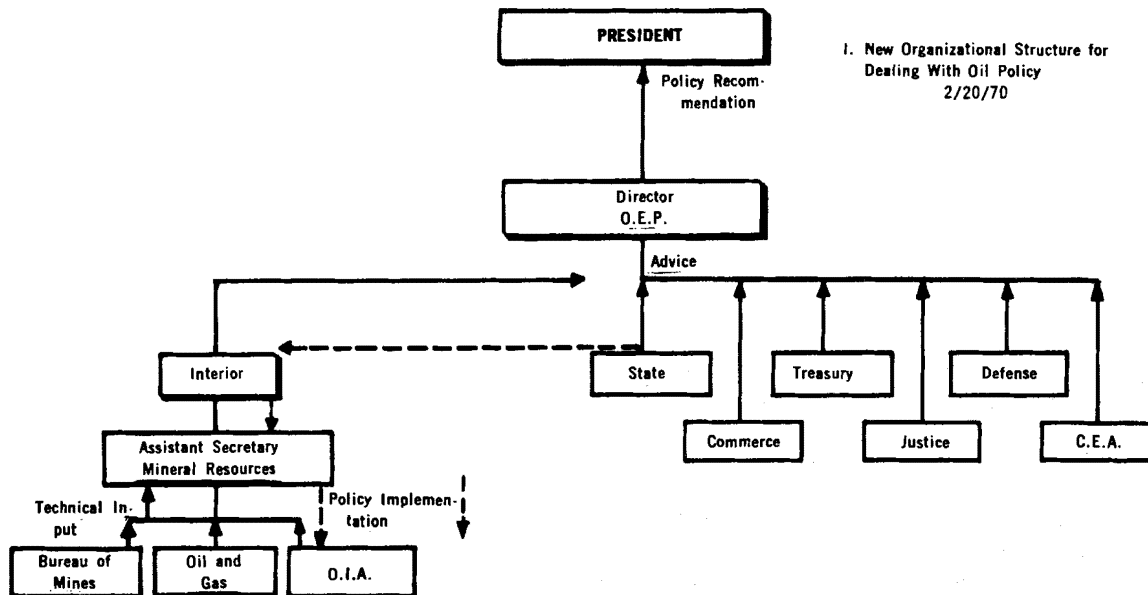 PRESIDENT
1. New Organizational Structure for
Dealing With Oil Policy
2/20/70
Policy Recom-
mendation
Director
O.E.P.
Advice
Interior
State
Treasury
Defense
Commerce
Justice
C.E.A.
Assistant Secretary
Mineral Resources
Technical In-
put
Policy Implemen-
tation
Bureau of
Mines
Oil and
Gas
O.I.A.